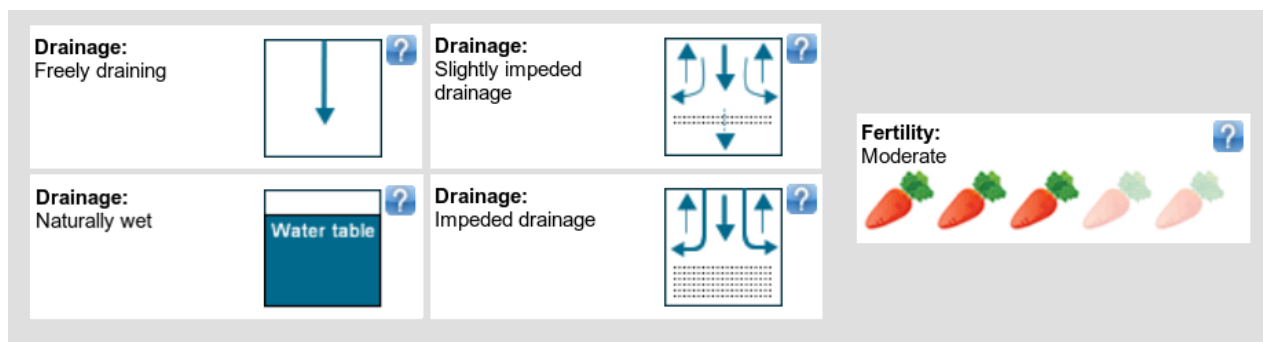 Drainage:
Freely draining
?
Drainage:
Slightly impeded
drainage
?
Drainage:
Naturally wet
Water table
?
Drainage:
Impeded drainage
?
Fertility:
Moderate
?